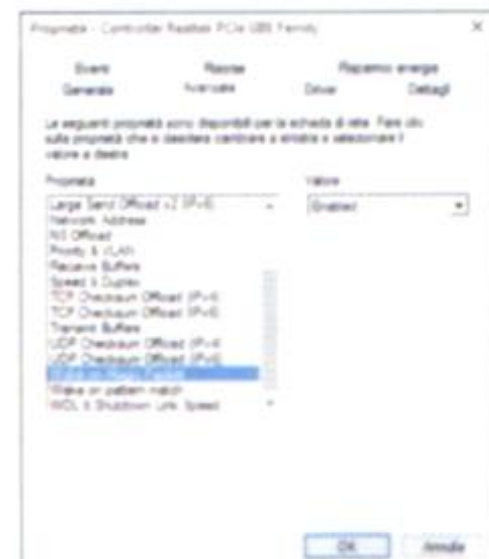 Proprietà - Controller Realtek PCIe GBE Family
Eventi Risorse Risparmio energia
Generale Avanzate Driver Dettagli
Le seguenti proprietà sono disponibili per la scheda di rete. Fare clic
sulla proprietà che si desidera cambiare a sinistra e selezionare il
valore a destra.
Proprietà
Valore
Large Send Offload v2 (IPv6)
Network Address
NS Offload
Priority & VLAN
Receive Buffers
Speed & Duplex
TCP Checksum Offload (IPv4)
TCP Checksum Offload (IPv6)
Transmit Buffers
UDP Checksum Offload (IPv4)
UDP Checksum Offload (IPv6)
Wake on Magic Packet
Wake on pattern match
WOL & Shutdown Link Speed
Enabled
OK Annulla